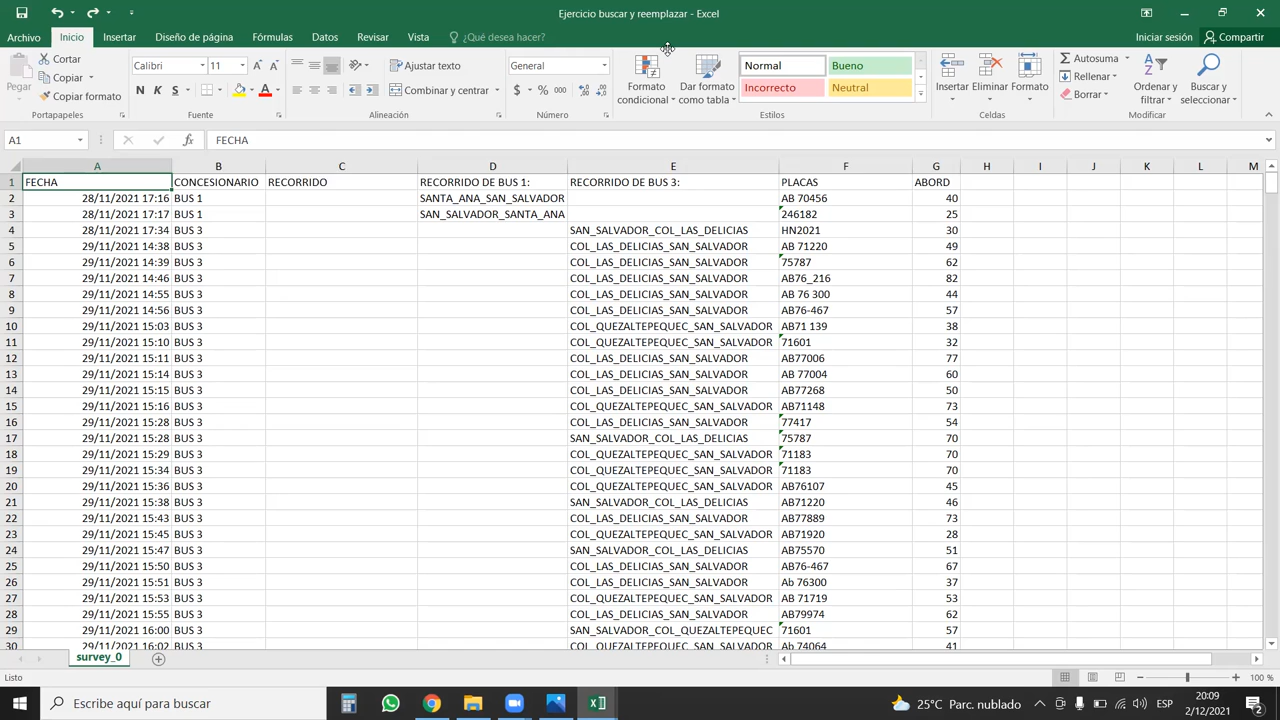 Ejercicio buscar y reemplazar - Excel
Archivo Inicio Insertar Diseño de página Fórmulas Datos Revisar Vista ¿Qué desea hacer? Iniciar sesión Compartir
Pegar Cortar Copiar Copiar formato Portapapeles
Calibri 11 N K S Fuente
Ajustar texto Combinar y centrar Alineación
General $ % 000 Número
Formato condicional Dar formato como tabla Normal Bueno Incorrecto Neutral Estilos
Insertar Eliminar Formato Celdas
Autosuma Rellenar Borrar Ordenar y filtrar Buscar y seleccionar Modificar
A1 fx FECHA
A B C D E F G H I J K L M
1 FECHA CONCESIONARIO RECORRIDO RECORRIDO DE BUS 1: RECORRIDO DE BUS 3: PLACAS ABORD
2 28/11/2021 17:16 BUS 1 SANTA_ANA_SAN_SALVADOR AB 70456 40
3 28/11/2021 17:17 BUS 1 SAN_SALVADOR_SANTA_ANA 246182 25
4 28/11/2021 17:34 BUS 3 SAN_SALVADOR_COL_LAS_DELICIAS HN2021 30
5 29/11/2021 14:38 BUS 3 COL_LAS_DELICIAS_SAN_SALVADOR AB 71220 49
6 29/11/2021 14:39 BUS 3 COL_LAS_DELICIAS_SAN_SALVADOR 75787 62
7 29/11/2021 14:46 BUS 3 COL_LAS_DELICIAS_SAN_SALVADOR AB76_216 82
8 29/11/2021 14:55 BUS 3 COL_LAS_DELICIAS_SAN_SALVADOR AB 76 300 44
9 29/11/2021 14:56 BUS 3 COL_LAS_DELICIAS_SAN_SALVADOR AB76-467 57
10 29/11/2021 15:03 BUS 3 COL_QUEZALTEPEQUEC_SAN_SALVADOR AB71 139 38
11 29/11/2021 15:10 BUS 3 COL_QUEZALTEPEQUEC_SAN_SALVADOR 71601 32
12 29/11/2021 15:11 BUS 3 COL_LAS_DELICIAS_SAN_SALVADOR AB77006 77
13 29/11/2021 15:14 BUS 3 COL_LAS_DELICIAS_SAN_SALVADOR AB 77004 60
14 29/11/2021 15:15 BUS 3 COL_LAS_DELICIAS_SAN_SALVADOR AB77268 50
15 29/11/2021 15:16 BUS 3 COL_QUEZALTEPEQUEC_SAN_SALVADOR AB71148 73
16 29/11/2021 15:28 BUS 3 COL_LAS_DELICIAS_SAN_SALVADOR 77417 54
17 29/11/2021 15:28 BUS 3 SAN_SALVADOR_COL_LAS_DELICIAS 75787 70
18 29/11/2021 15:29 BUS 3 COL_QUEZALTEPEQUEC_SAN_SALVADOR 71183 70
19 29/11/2021 15:34 BUS 3 COL_QUEZALTEPEQUEC_SAN_SALVADOR 71183 70
20 29/11/2021 15:36 BUS 3 COL_QUEZALTEPEQUEC_SAN_SALVADOR AB76107 45
21 29/11/2021 15:38 BUS 3 SAN_SALVADOR_COL_LAS_DELICIAS AB71220 46
22 29/11/2021 15:43 BUS 3 COL_LAS_DELICIAS_SAN_SALVADOR AB77889 73
23 29/11/2021 15:45 BUS 3 COL_QUEZALTEPEQUEC_SAN_SALVADOR AB71920 28
24 29/11/2021 15:47 BUS 3 SAN_SALVADOR_COL_LAS_DELICIAS AB75570 51
25 29/11/2021 15:50 BUS 3 COL_LAS_DELICIAS_SAN_SALVADOR AB76-467 67
26 29/11/2021 15:51 BUS 3 COL_LAS_DELICIAS_SAN_SALVADOR Ab 76300 37
27 29/11/2021 15:53 BUS 3 COL_QUEZALTEPEQUEC_SAN_SALVADOR AB 71719 53
28 29/11/2021 15:55 BUS 3 COL_LAS_DELICIAS_SAN_SALVADOR AB79974 62
29 29/11/2021 16:00 BUS 3 SAN_SALVADOR_COL_QUEZALTEPEQUEC 71601 57
30 29/11/2021 16:02 BUS 3 COL_QUEZALTEPEQUEC_SAN_SALVADOR Ab 74064 41
survey_0
Listo 100 %
Escribe aquí para buscar 25°C Parc. nublado ESP 20:09 2/12/2021 2